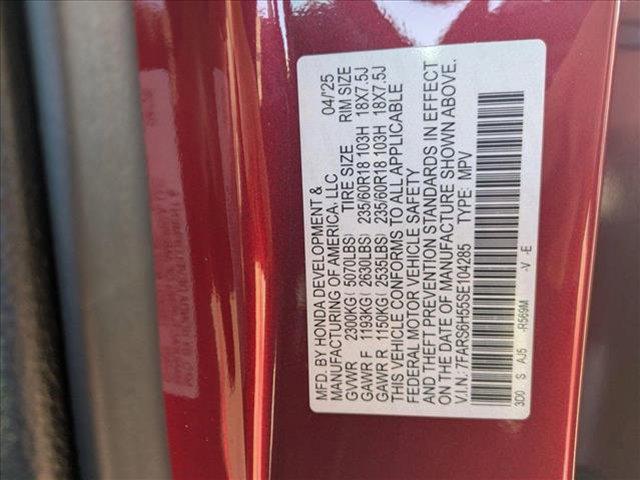 MFD. BY HONDA DEVELOPMENT &
MANUFACTURING OF AMERICA, LLC 04/'25
GVWR 2300KG( 5070LBS) TIRE SIZE RIM SIZE
GAWR F 1193KG( 2630LBS) 235/60R18 103H 18X7.5J
GAWR R 1150KG( 2535LBS) 235/60R18 103H 18X7.5J
THIS VEHICLE CONFORMS TO ALL APPLICABLE
FEDERAL MOTOR VEHICLE SAFETY
AND THEFT PREVENTION STANDARDS IN EFFECT
ON THE DATE OF MANUFACTURE SHOWN ABOVE.
V.I.N: 7FARS6H55SE104285 TYPE: MPV
3D0 S AJ5 -R569M -V -E